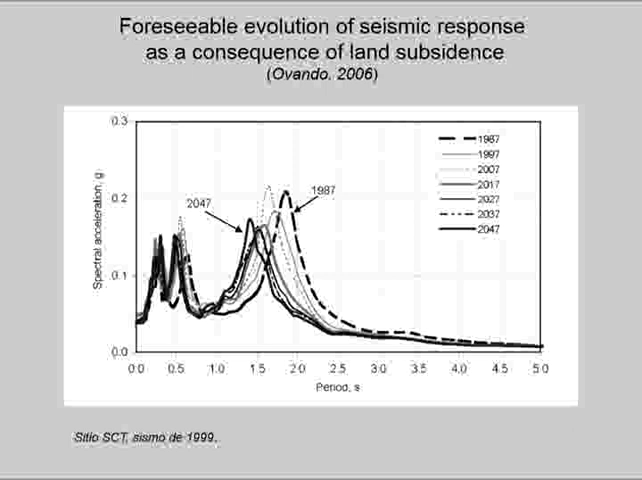 Foreseeable evolution of seismic response
as a consequence of land subsidence
(Ovando. 2006)
0.3
0.2
0.1
0.0
Spectral acceleration, g
2047
1987
1987
1997
2007
2017
2027
2037
2047
0.0 0.5 1.0 1.5 2.0 2.5 3.0 3.5 4.0 4.5 5.0
Period, s
Sitio SCT, sismo de 1999.